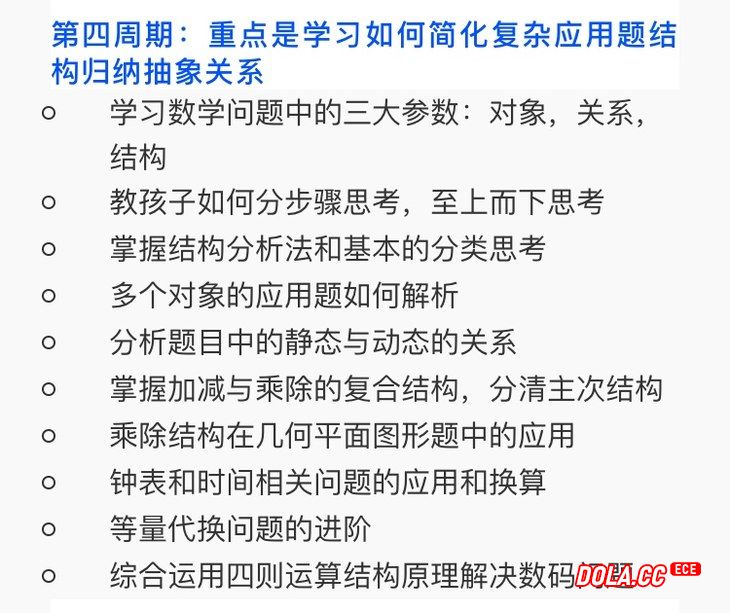 第四周期：重点是学习如何简化复杂应用题结
构归纳抽象关系
学习数学问题中的三大参数：对象，关系，
结构
教孩子如何分步骤思考，至上而下思考
掌握结构分析法和基本的分类思考
多个对象的应用题如何解析
分析题目中的静态与动态的关系
掌握加减与乘除的复合结构，分清主次结构
乘除结构在几何平面图形题中的应用
钟表和时间相关问题的应用和换算
等量代换问题的进阶
综合运用四则运算结构原理解决数码
DOLA.CC ECE